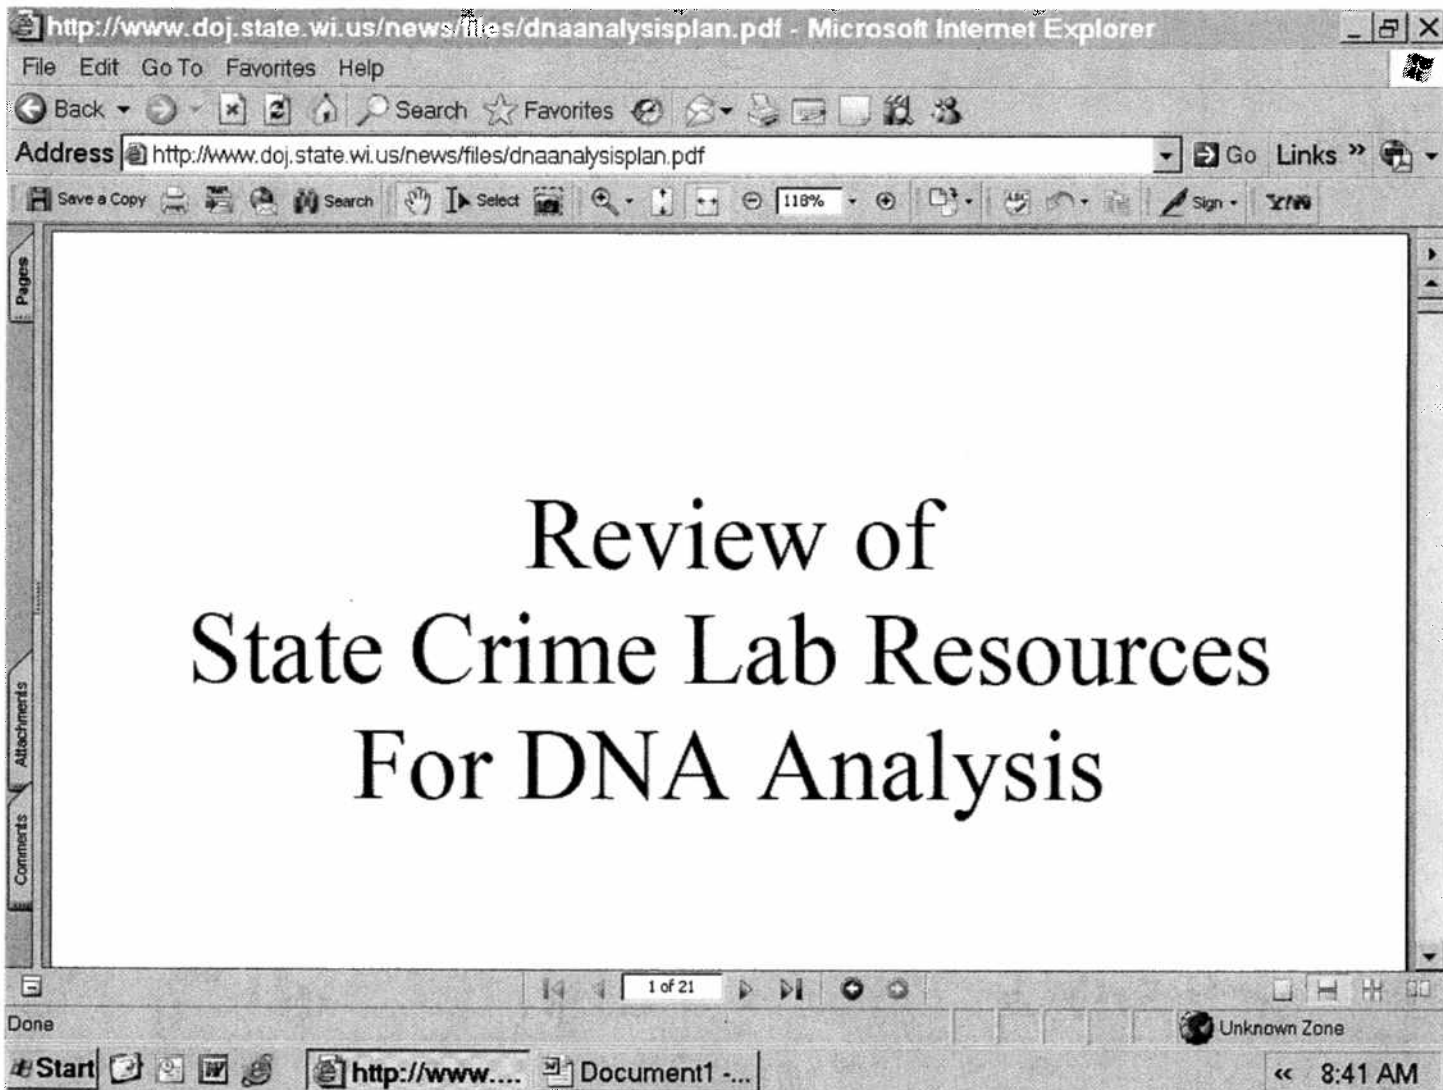 http://www.doj.state.wi.us/news/files/dnaanalysisplan.pdf - Microsoft Internet Explorer
File Edit Go To Favorites Help
Back Search Favorites
Address http://www.doj.state.wi.us/news/files/dnaanalysisplan.pdf Go Links »
Save a Copy Search Select 118% Sign
Pages
Review of
State Crime Lab Resources
For DNA Analysis
Attachments
Comments
1 of 21
Done Unknown Zone
Start http://www.... Document1 -... « 8:41 AM